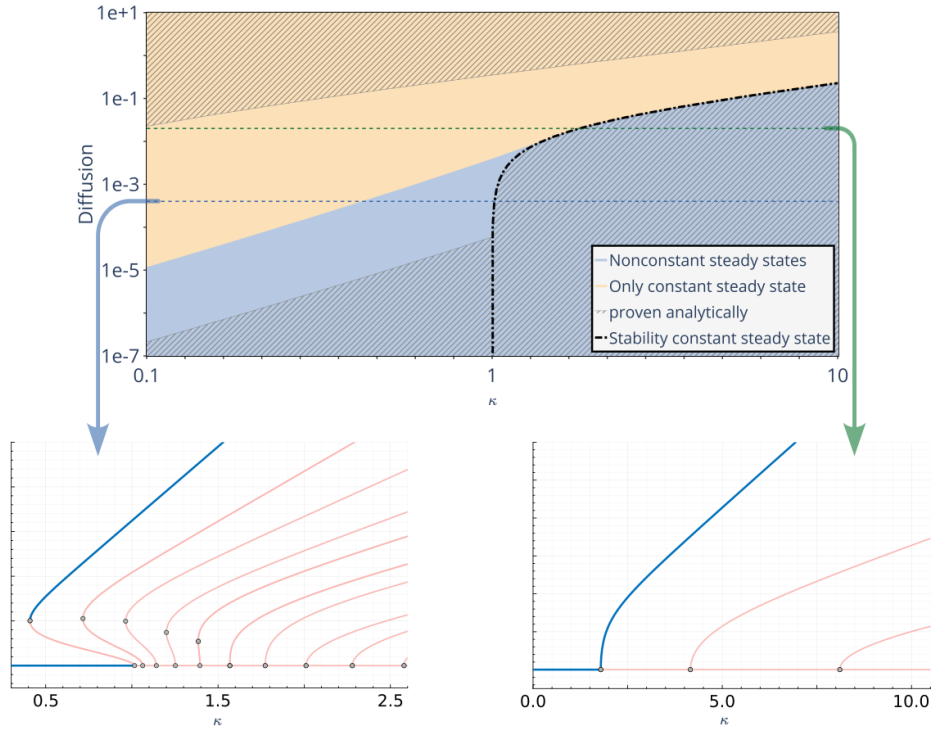 1e+1
1e-1
Diffusion
1e-3
1e-5
1e-7
Nonconstant steady states
Only constant steady state
proven analytically
Stability constant steady state
0.1
1
10
κ
0.5
1.5
2.5
κ
0.0
5.0
10.0
κ